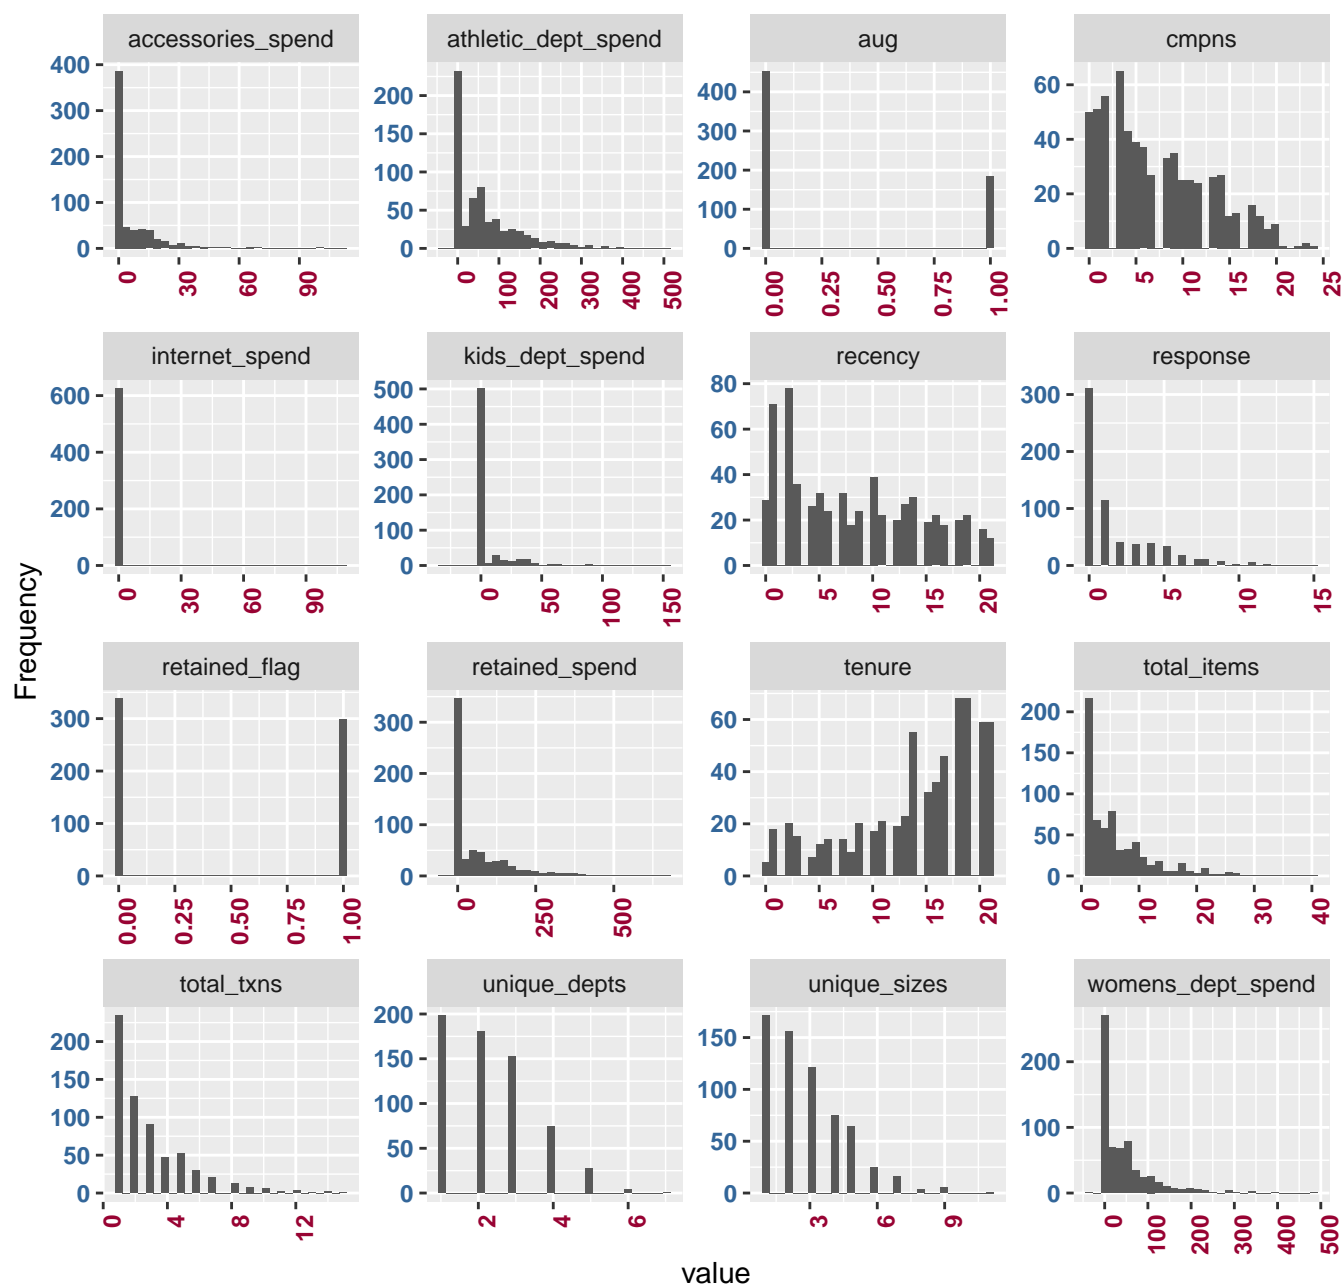 accessories_spend athletic_dept_spend aug cmpns
400 300 200 100 0
200 150 100 50 0
400 300 200 100 0
60 40 20 0
0 30 60 90
0 100 200 300 400 500
0.00 0.25 0.50 0.75 1.00
0 5 10 15 20 25
internet_spend kids_dept_spend recency response
600 400 200 0
500 400 300 200 100 0
80 60 40 20 0
300 200 100 0
0 30 60 90
0 50 100 150
0 5 10 15 20
0 5 10 15
Frequency
retained_flag retained_spend tenure total_items
300 200 100 0
300 200 100 0
60 40 20 0
200 150 100 50 0
0.00 0.25 0.50 0.75 1.00
0 250 500
0 5 10 15 20
0 10 20 30 40
total_txns unique_depts unique_sizes womens_dept_spend
200 150 100 50 0
200 150 100 50 0
150 100 50 0
200 100 0
0 4 8 12
2 4 6
3 6 9
0 100 200 300 400 500
value